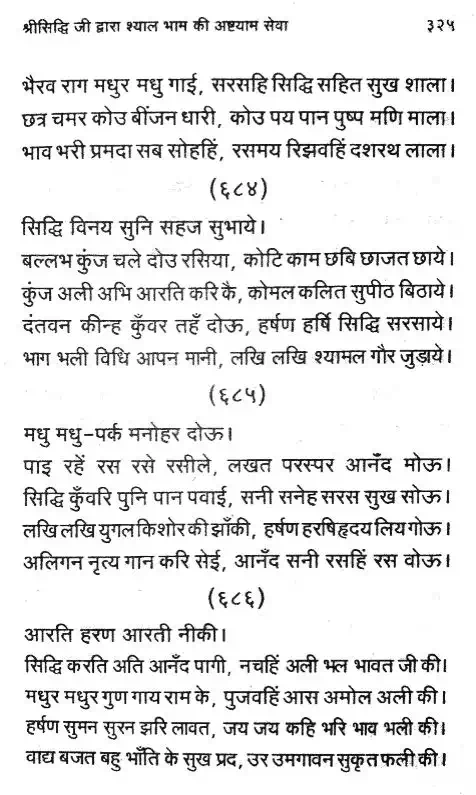 श्रीसिद्धि जी द्वारा श्याल भाम की अष्टयाम सेवा ३२५
भैरव राग मधुर मधु गाई, सरसहि सिद्धि सहित सुख शाला।
छत्र चमर कोउ बींजन धारी, कोउ पय पान पुष्प मणि माला।
भाव भरी प्रमदा सब सोहहिं, रसमय रिझवहिं दशरथ लाला।
(६८४)
सिद्धि विनय सुनि सहज सुभाये।
बल्लभ कुंज चले दोउ रसिया, कोटि काम छबि छाजत छाये।
कुंज अली अभि आरति करि कै, कोमल कलित सुपीठ बिठाये।
दंतवन कीन्ह कुँवर तहँ दोऊ, हर्षण हर्षि सिद्धि सरसाये।
भाग भली विधि आपन मानी, लखि लखि श्यामल गौर जुड़ाये।
(६८५)
मधु मधु-पर्क मनोहर दोऊ।
पाइ रहें रस रसे रसीले, लखत परस्पर आनँद मोऊ।
सिद्धि कुँवरि पुनि पान पवाई, सनी सनेह सरस सुख सोऊ।
लखि लखि युगल किशोर की झाँकी, हर्षण हरषि हृदय लिय गोऊ।
अलिगन नृत्य गान करि सेई, आनँद सनी रसहिं रस वोऊ।
(६८६)
आरति हरण आरती नीकी।
सिद्धि करति अति आनँद पागी, नचहिं अली भल भावत जी की।
मधुर मधुर गुण गाय राम के, पुजवहिं आस अमोल अली की।
हर्षण सुमन सुरन झरि लावत, जय जय कहि भरि भाव भली की।
वाद्य बजत बहु भाँति के सुख प्रद, उर उमगावन सुकृत फली की।